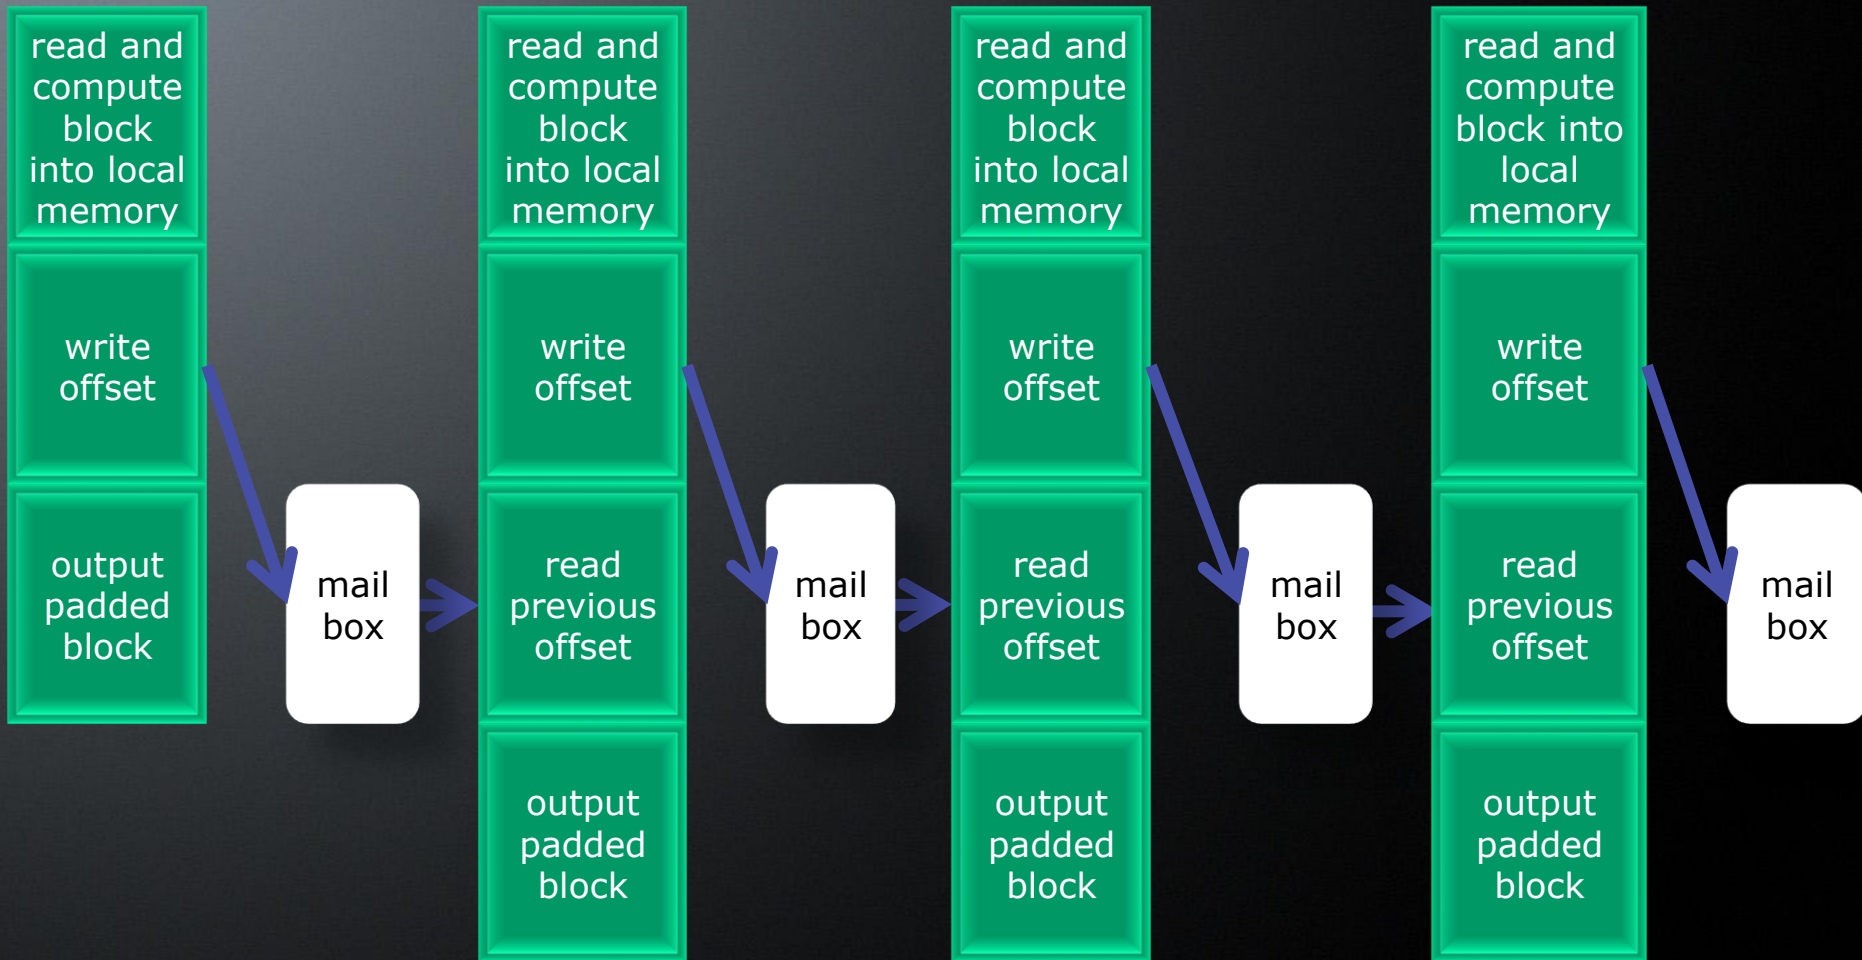 read and
compute
block
into local
memory
write
offset
output
padded
block
mail
box
read and
compute
block
into local
memory
write
offset
read
previous
offset
output
padded
block
mail
box
read and
compute
block
into local
memory
write
offset
read
previous
offset
output
padded
block
mail
box
read and
compute
block into
local
memory
write
offset
read
previous
offset
output
padded
block
mail
box